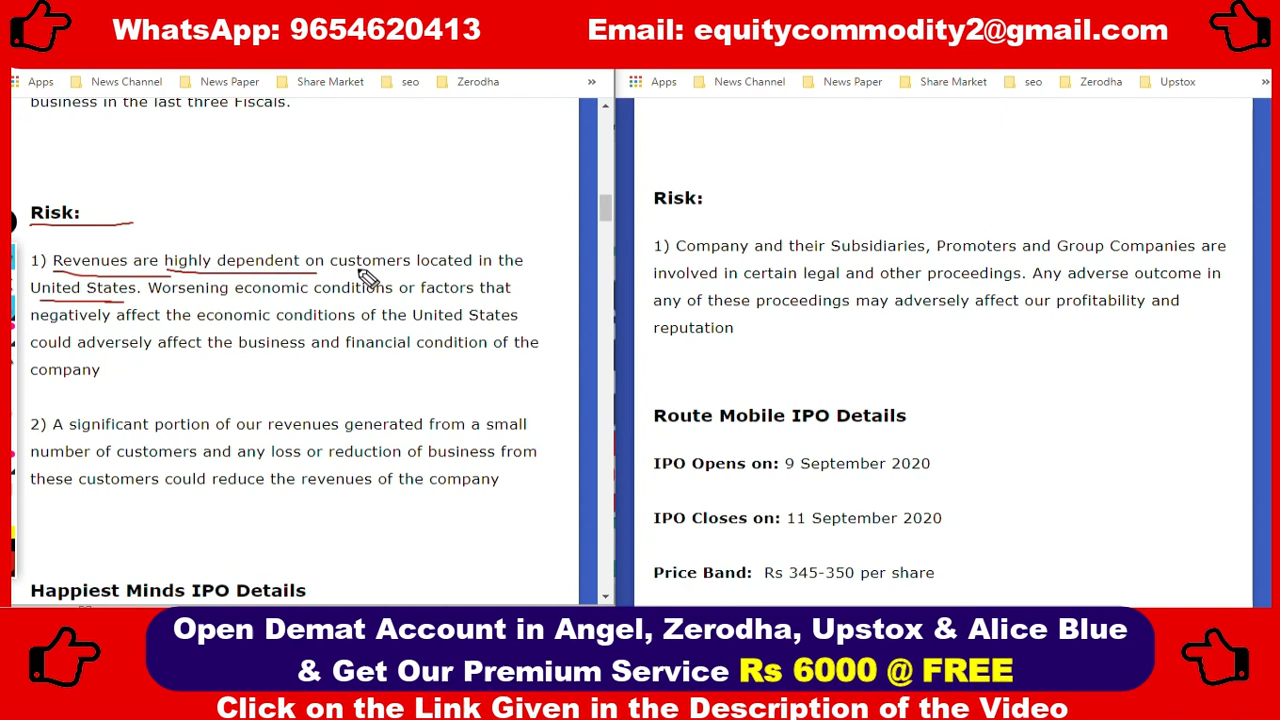 WhatsApp: 9654620413 Email: equitycommodity2@gmail.com
Apps News Channel News Paper Share Market seo Zerodha »
business in the last three Fiscals.
Risk:
1) Revenues are highly dependent on customers located in the
United States. Worsening economic conditions or factors that
negatively affect the economic conditions of the United States
could adversely affect the business and financial condition of the
company
2) A significant portion of our revenues generated from a small
number of customers and any loss or reduction of business from
these customers could reduce the revenues of the company
Happiest Minds IPO Details
Apps News Channel News Paper Share Market seo Zerodha Upstox »
Risk:
1) Company and their Subsidiaries, Promoters and Group Companies are
involved in certain legal and other proceedings. Any adverse outcome in
any of these proceedings may adversely affect our profitability and
reputation
Route Mobile IPO Details
IPO Opens on: 9 September 2020
IPO Closes on: 11 September 2020
Price Band: Rs 345-350 per share
Open Demat Account in Angel, Zerodha, Upstox & Alice Blue
& Get Our Premium Service Rs 6000 @ FREE
Click on the Link Given in the Description of the Video